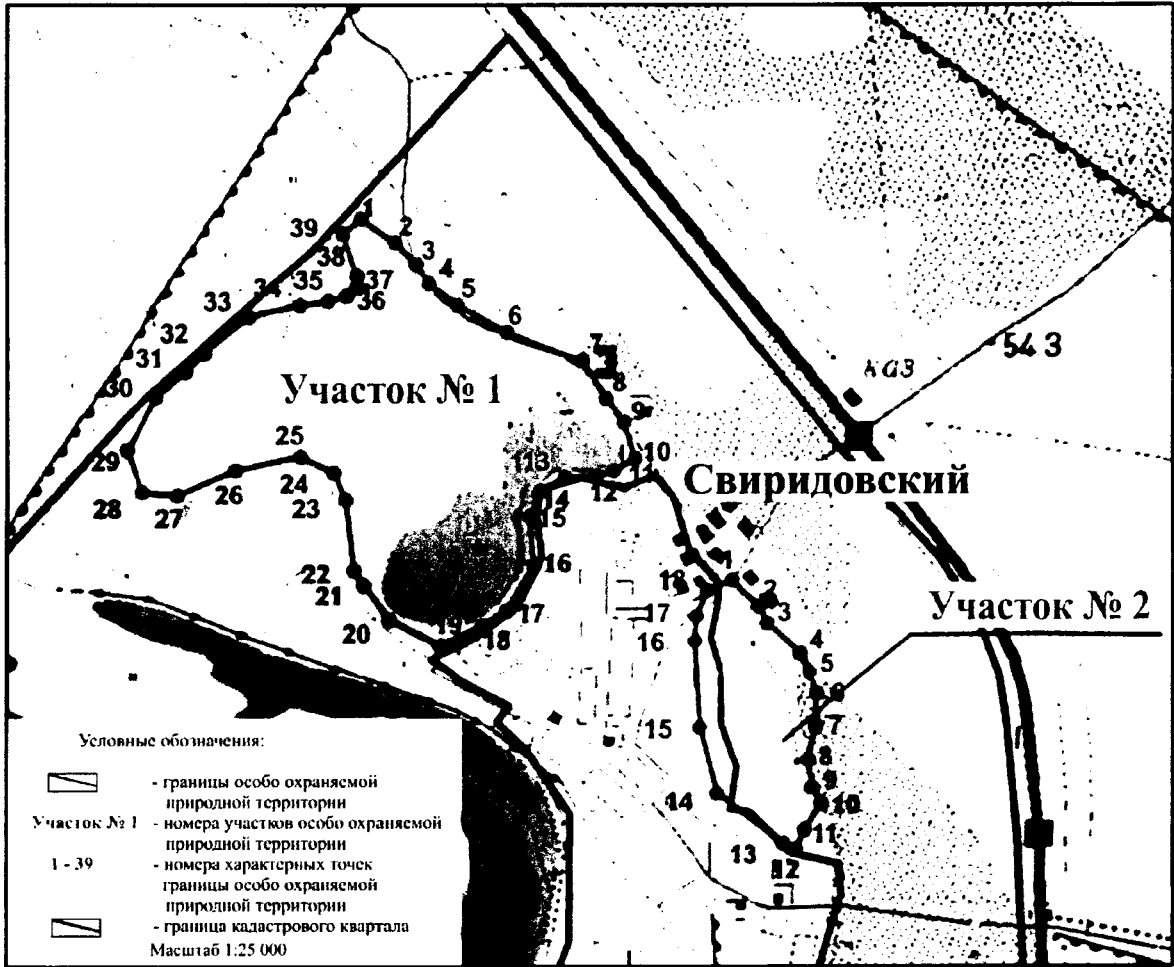 39 1
38 2
3
37 4
34 35 36 5
33 6
32 7
31 8
30 9
Участок № 1
54 3
каз
10
11
25
29 24 113 12
28 27 26 23 14
15
Свиридовский
16
22 18 1
21 17 2
20 19 18 17 3
16 4
Участок № 2
5
6
15 7
8
9
14 10
11
13 12
Условные обозначения:
- границы особо охраняемой
природной территории
Участок № 1 - номера участков особо охраняемой
природной территории
1 - 39 - номера характерных точек
границы особо охраняемой
природной территории
- граница кадастрового квартала
Масштаб 1:25 000